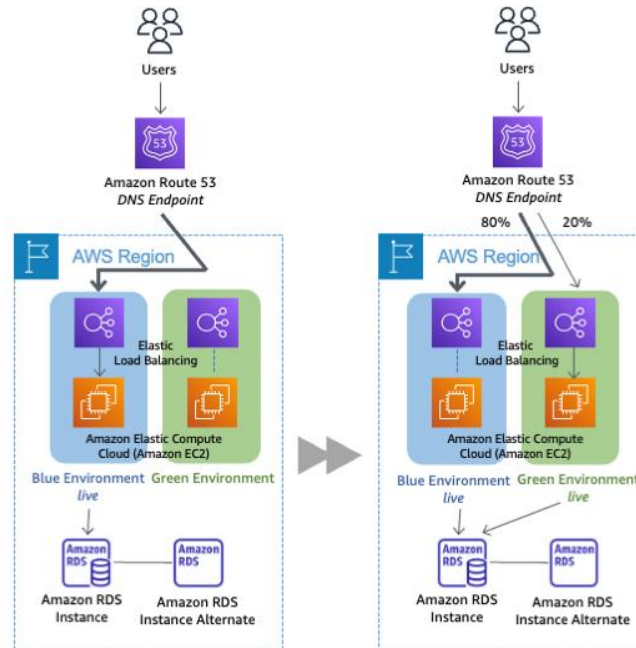 Users
53
Amazon Route 53
DNS Endpoint
AWS Region
Elastic
Load Balancing
Amazon Elastic Compute
Cloud (Amazon EC2)
Blue Environment
live
Green Environment
Amazon
RDS
Amazon
RDS
Amazon RDS
Instance
Amazon RDS
Instance Alternate
Users
53
Amazon Route 53
DNS Endpoint
80%
20%
AWS Region
Elastic
Load Balancing
Amazon Elastic Compute
Cloud (Amazon EC2)
Blue Environment
live
Green Environment
live
Amazon
RDS
Amazon
RDS
Amazon RDS
Instance
Amazon RDS
Instance Alternate